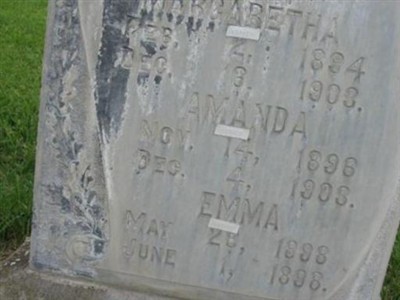 MARGARETHA
FEB. 2, 1894
DEC. 3, 1903.
AMANDA
NOV. 14, 1896
DEC. 4, 1903.
EMMA
MAY 28, 1898
JUNE 1, 1898.